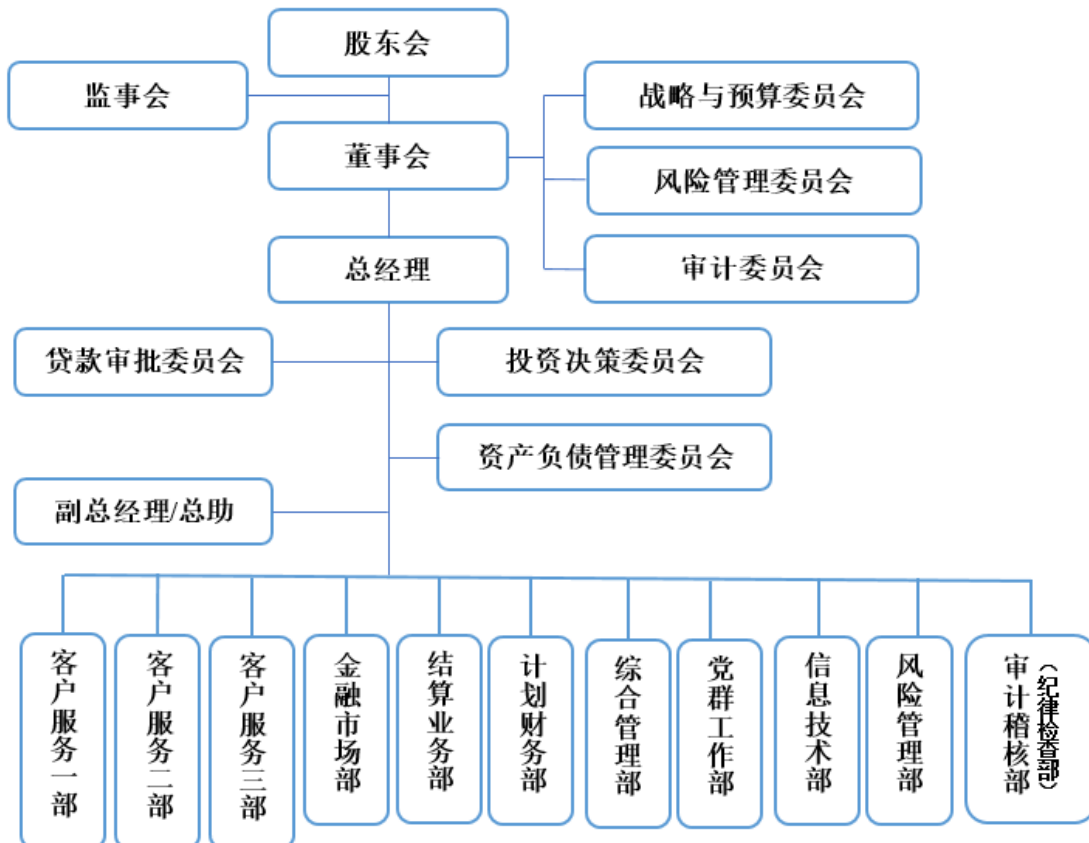 股东会
监事会
战略与预算委员会
董事会
风险管理委员会
总经理
审计委员会
贷款审批委员会
投资决策委员会
资产负债管理委员会
副总经理/总助
客户服务一部
客户服务二部
客户服务三部
金融市场部
结算业务部
计划财务部
综合管理部
党群工作部
信息技术部
风险管理部
审计稽核部
（纪律检查部）